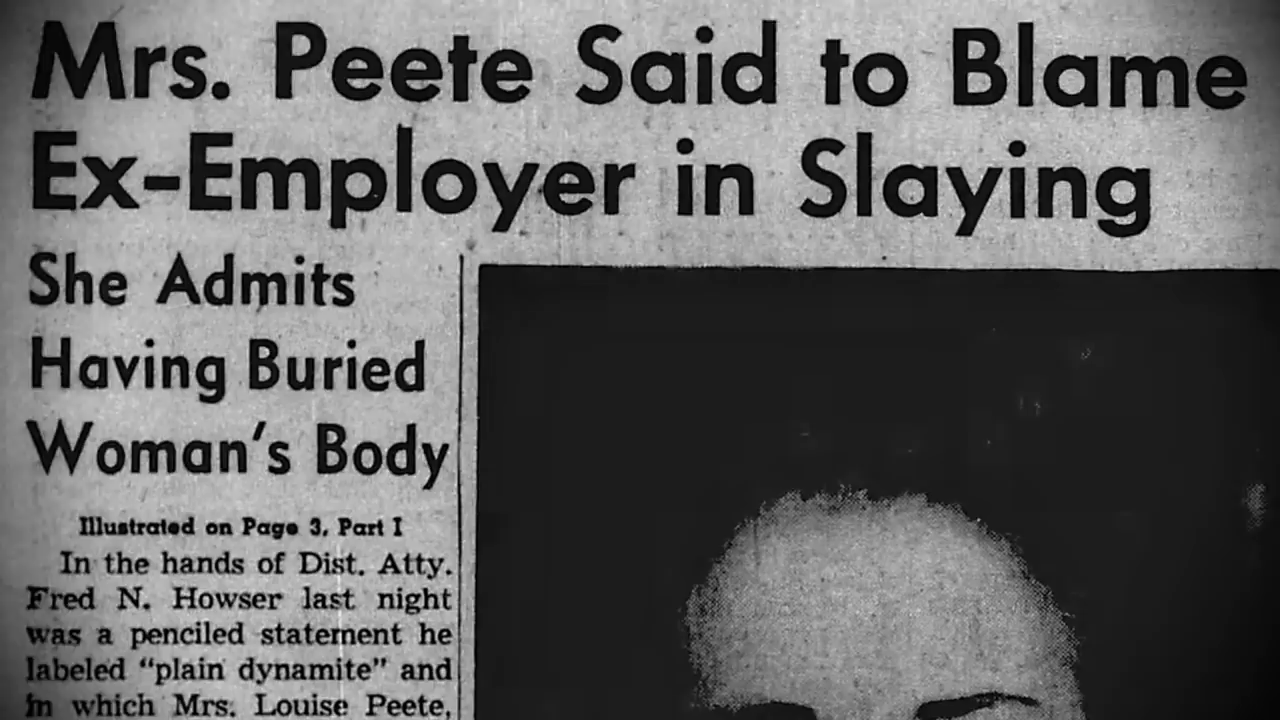 Mrs. Peete Said to Blame
Ex-Employer in Slaying
She Admits
Having Buried
Woman's Body
Illustrated on Page 3, Part I
In the hands of Dist. Atty.
Fred N. Howser last night
was a penciled statement he
labeled "plain dynamite" and
in which Mrs. Louise Peete,